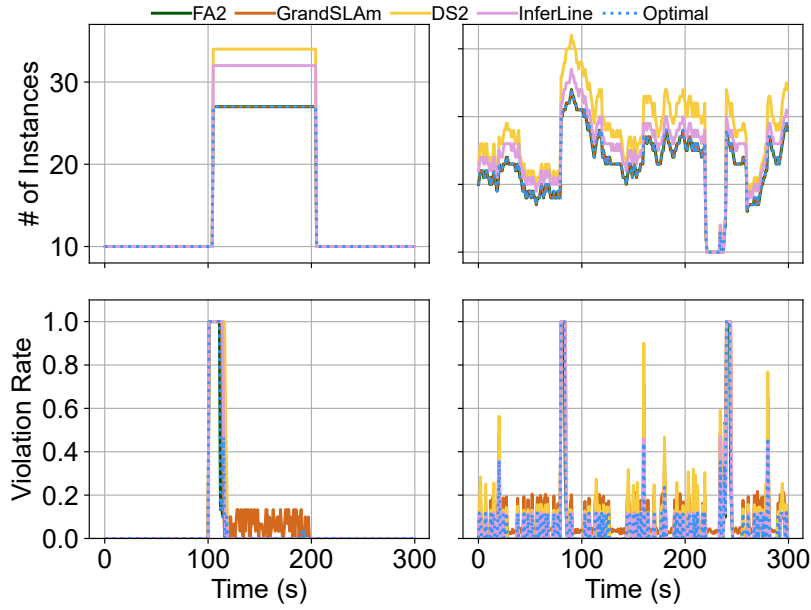 FA2 GrandSLAm DS2 InferLine Optimal
# of Instances
30
20
10
Violation Rate
1.0
0.8
0.6
0.4
0.2
0.0
0 100 200 300
0 100 200 300
Time (s)
Time (s)